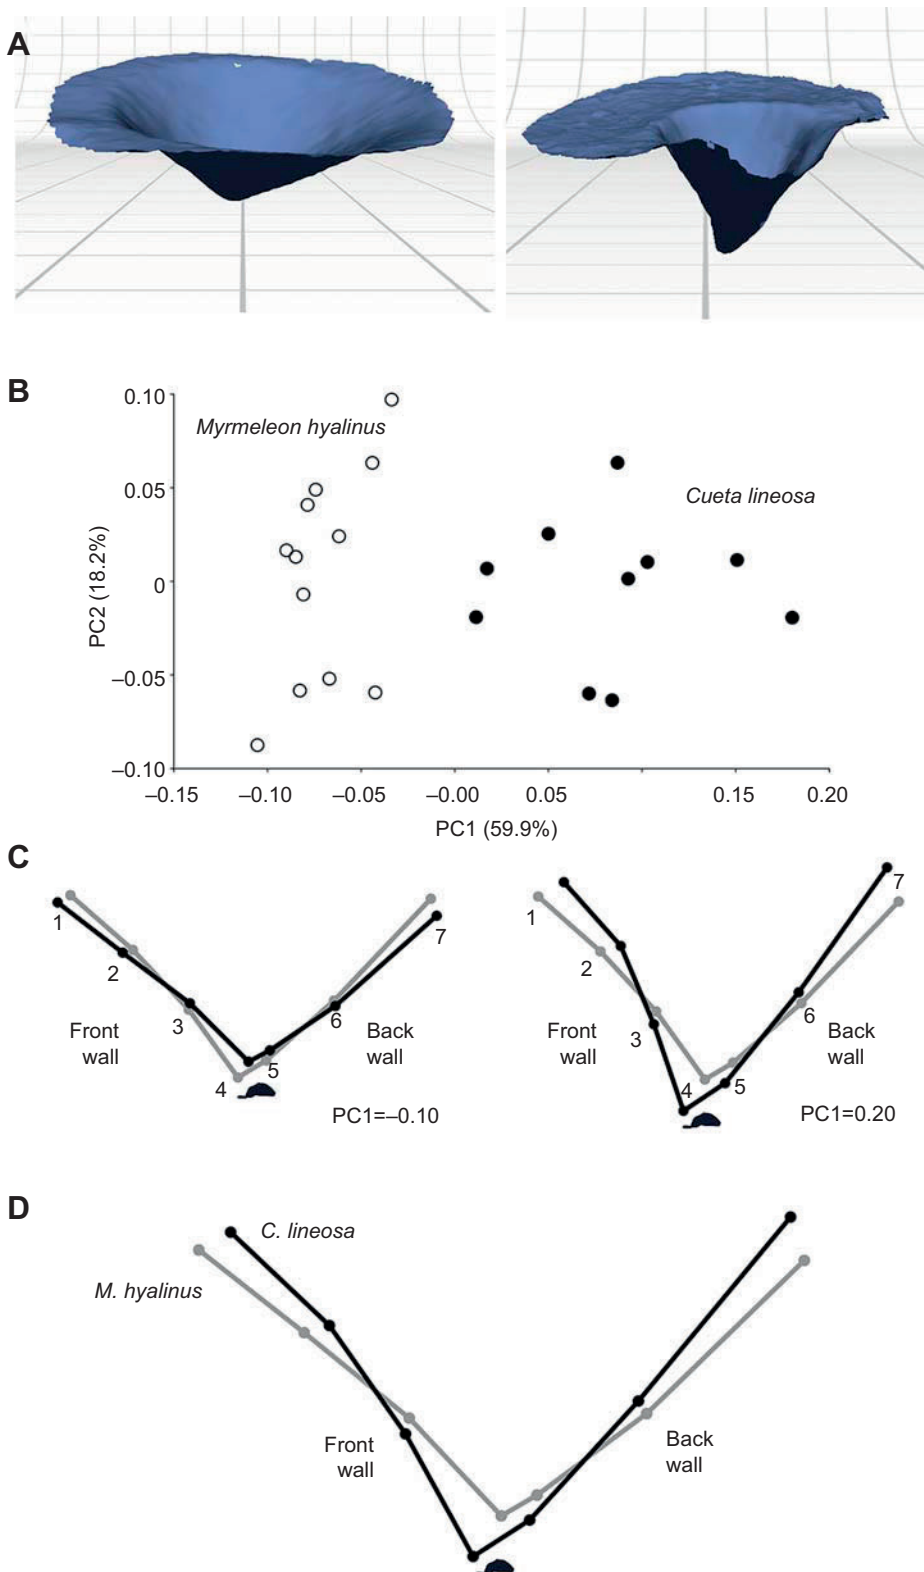 A
B
0.10
Myrmeleon hyalinus
0.05
Cueta lineosa
0
PC2 (18.2%)
–0.05
–0.10
–0.15 –0.10 –0.05 –0.00 0.05 0.15 0.20
PC1 (59.9%)
C
1
2
3
4
5
6
7
Front
wall
Back
wall
PC1=–0.10
1
2
3
4
5
6
7
Front
wall
Back
wall
PC1=0.20
D
C. lineosa
M. hyalinus
Front
wall
Back
wall